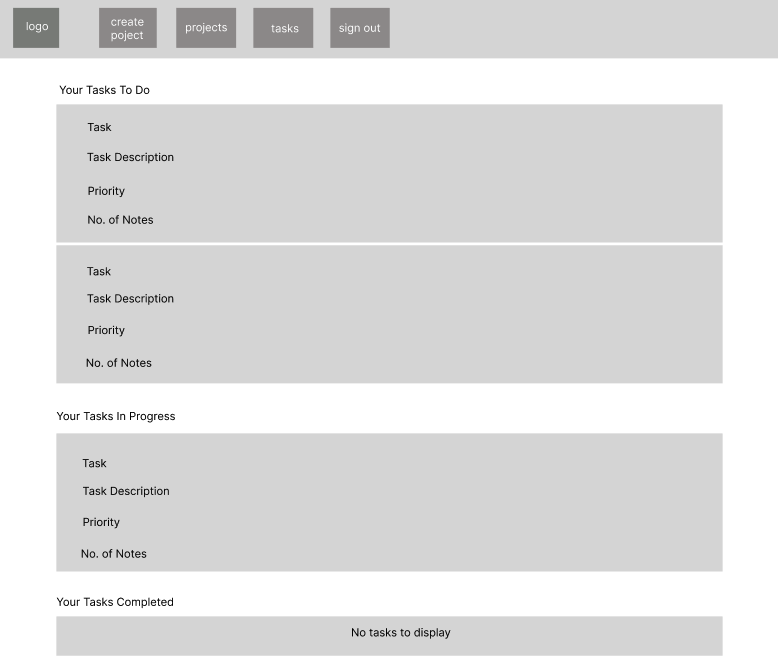 logo
create
poject
projects
tasks
sign out
Your Tasks To Do
Task
Task Description
Priority
No. of Notes
Task
Task Description
Priority
No. of Notes
Your Tasks In Progress
Task
Task Description
Priority
No. of Notes
Your Tasks Completed
No tasks to display